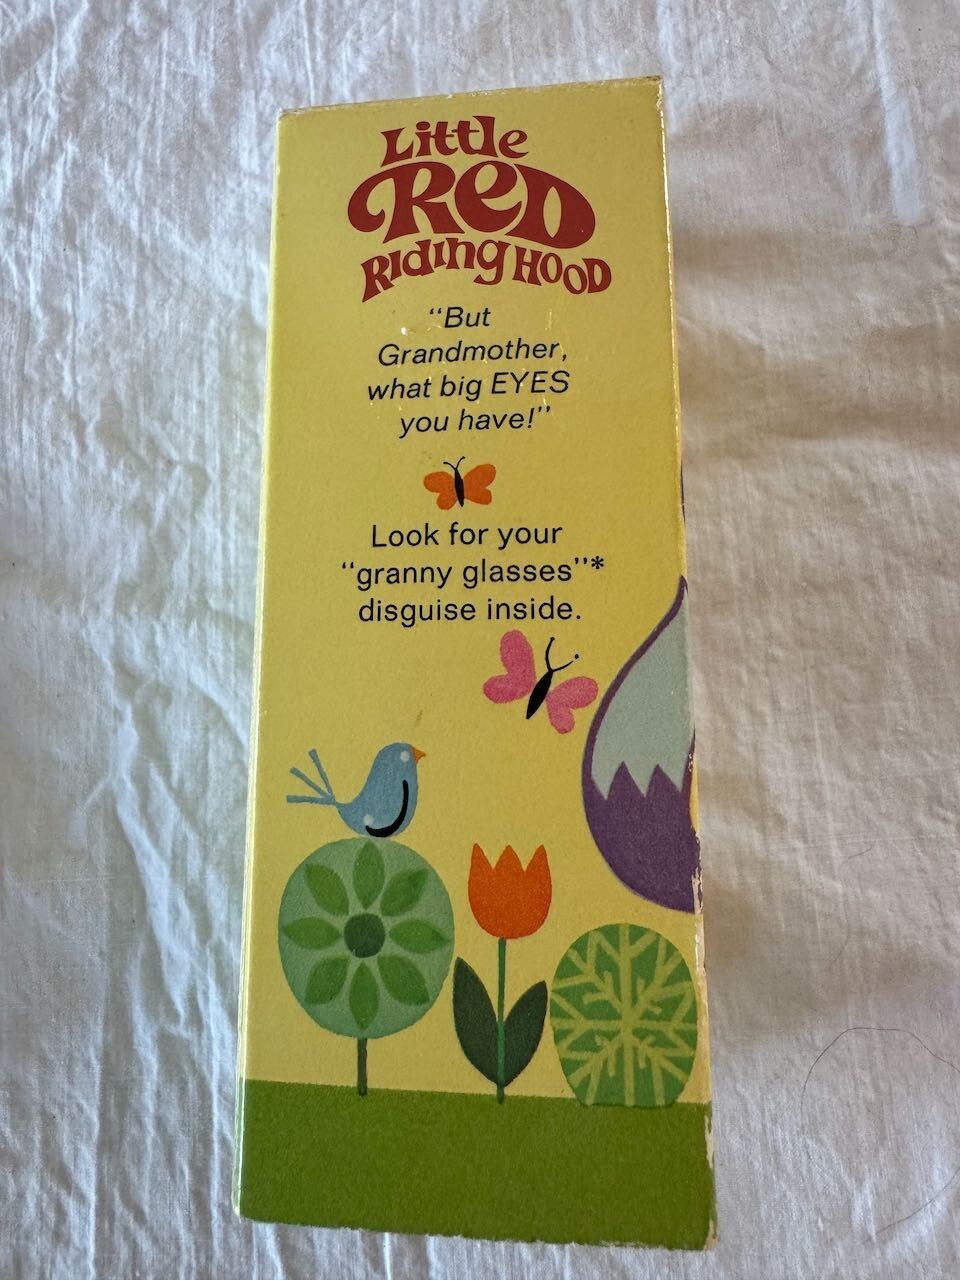 Little
RED
Riding HOOD
“But
Grandmother,
what big EYES
you have!”
Look for your
“granny glasses”*
disguise inside.